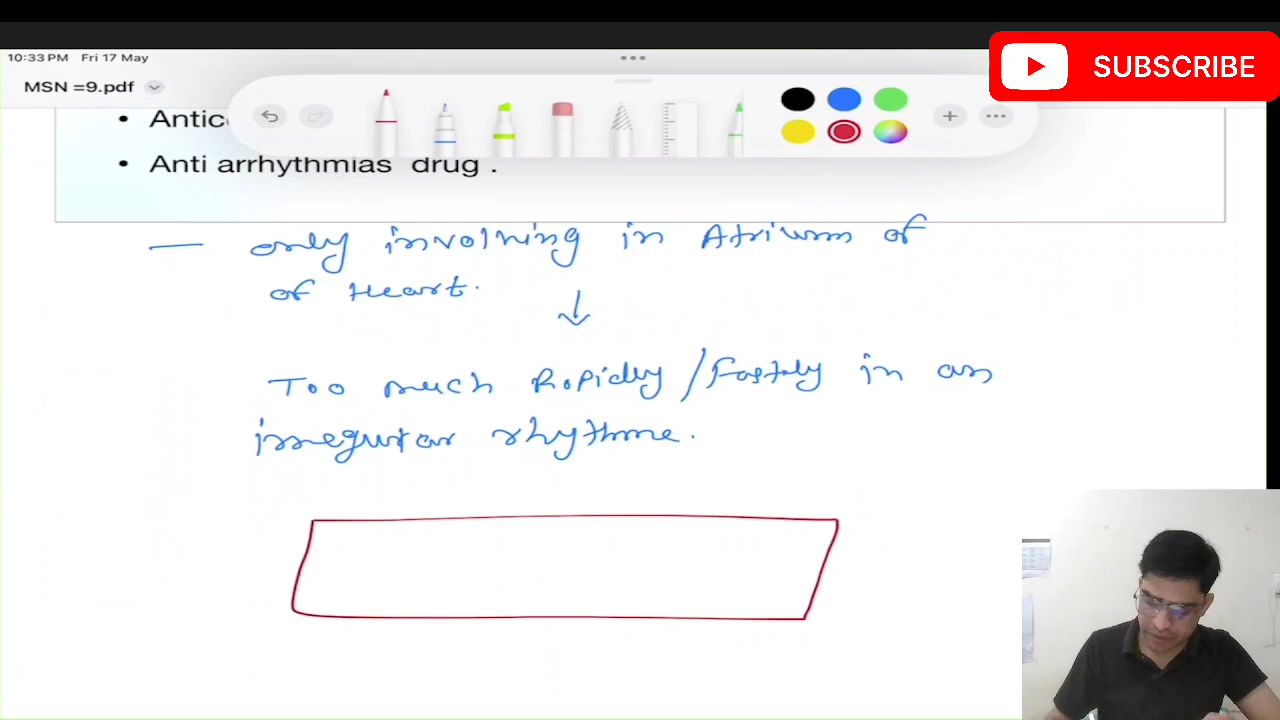 10:33 PM Fri 17 May
SUBSCRIBE
MSN =9.pdf
• Antic
• Anti arrhythmias drug .
— only involving in Atrium of
of Heart.
Too much Rapidly / Fastly in an
irregular rhythme.